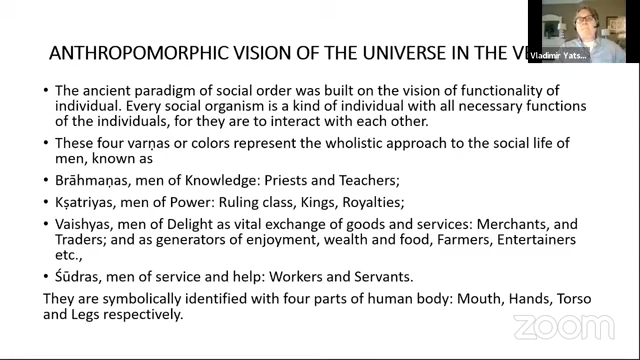 ANTHROPOMORPHIC VISION OF THE UNIVERSE IN THE VE
Vladimir Yats...
• The ancient paradigm of social order was built on the vision of functionality of
individual. Every social organism is a kind of individual with all necessary functions
of the individuals, for they are to interact with each other.
• These four varṇas or colors represent the wholistic approach to the social life of
men, known as
• Brāhmaṇas, men of Knowledge: Priests and Teachers;
• Kṣatriyas, men of Power: Ruling class, Kings, Royalties;
• Vaishyas, men of Delight as vital exchange of goods and services: Merchants, and
Traders; and as generators of enjoyment, wealth and food, Farmers, Entertainers
etc.,
• Śūdras, men of service and help: Workers and Servants.
They are symbolically identified with four parts of human body: Mouth, Hands, Torso
and Legs respectively.
zoom